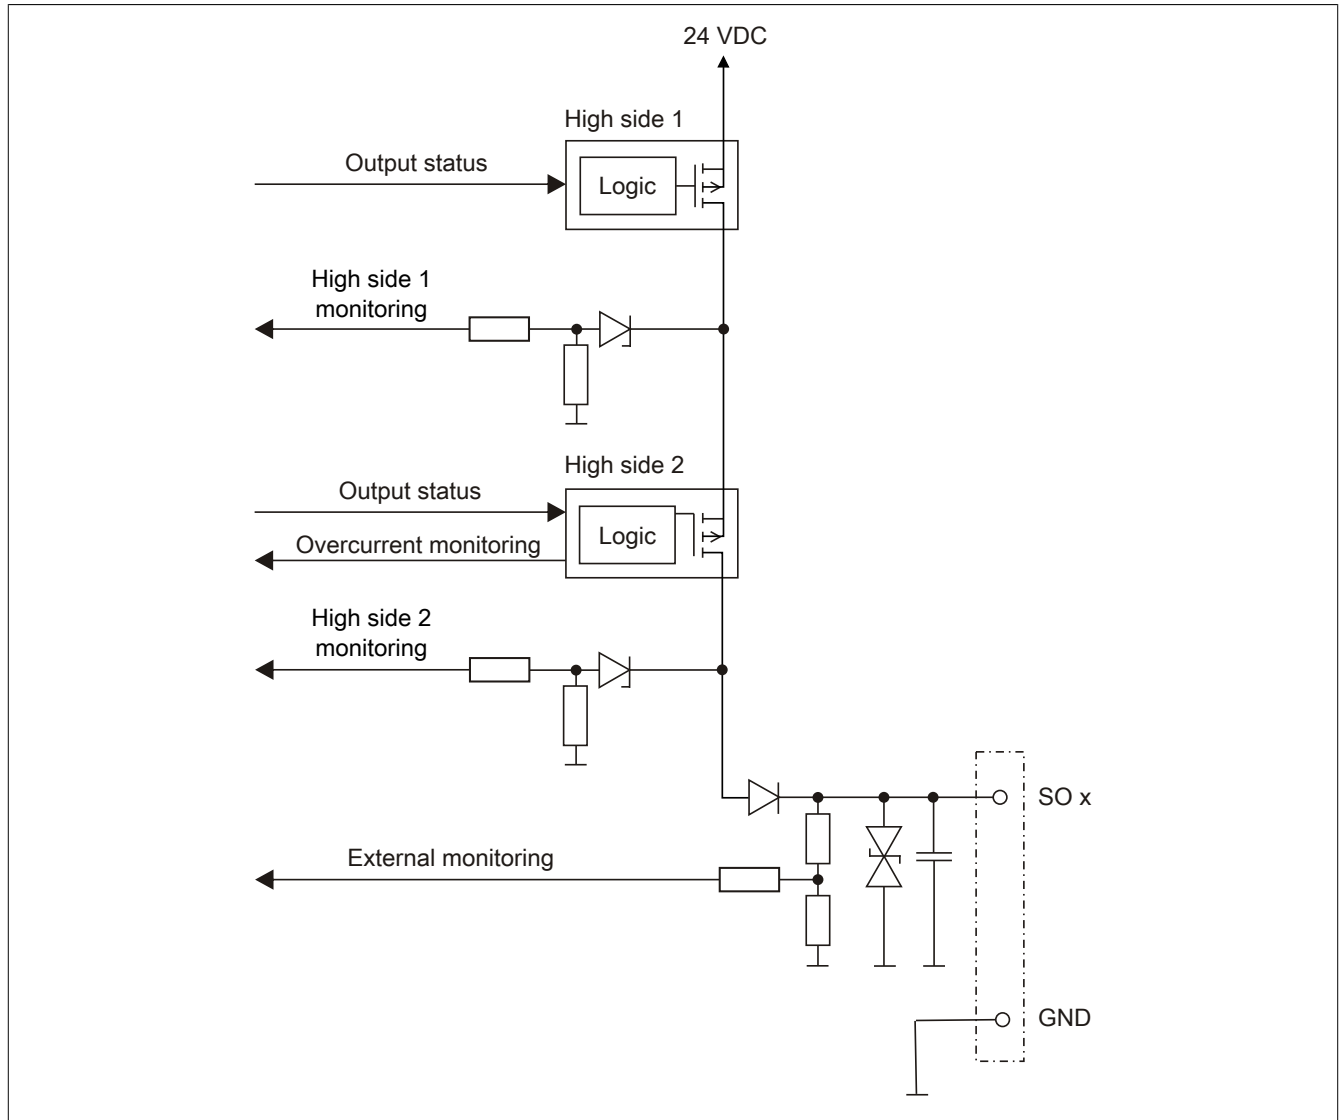 24 VDC
High side 1
Output status
Logic
High side 1
monitoring
High side 2
Output status
Logic
Overcurrent monitoring
High side 2
monitoring
SO x
External monitoring
GND